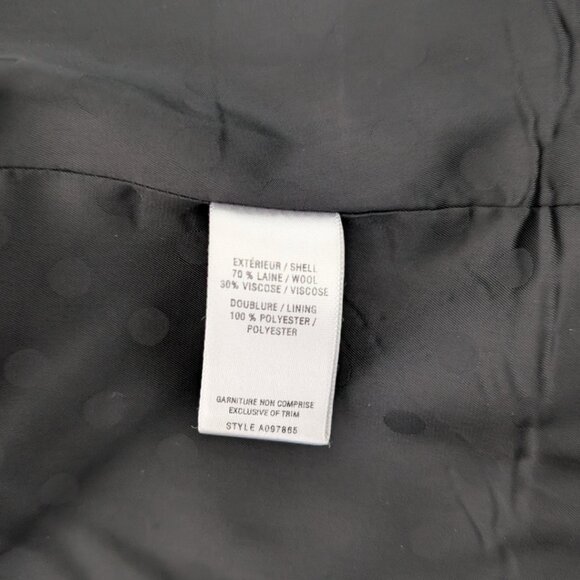 EXTÉRIEUR / SHELL
70 % LAINE / WOOL
30% VISCOSE / VISCOSE
DOUBLURE / LINING
100 % POLYESTER /
POLYESTER
GARNITURE NON COMPRISE
EXCLUSIVE OF TRIM
STYLE A097865